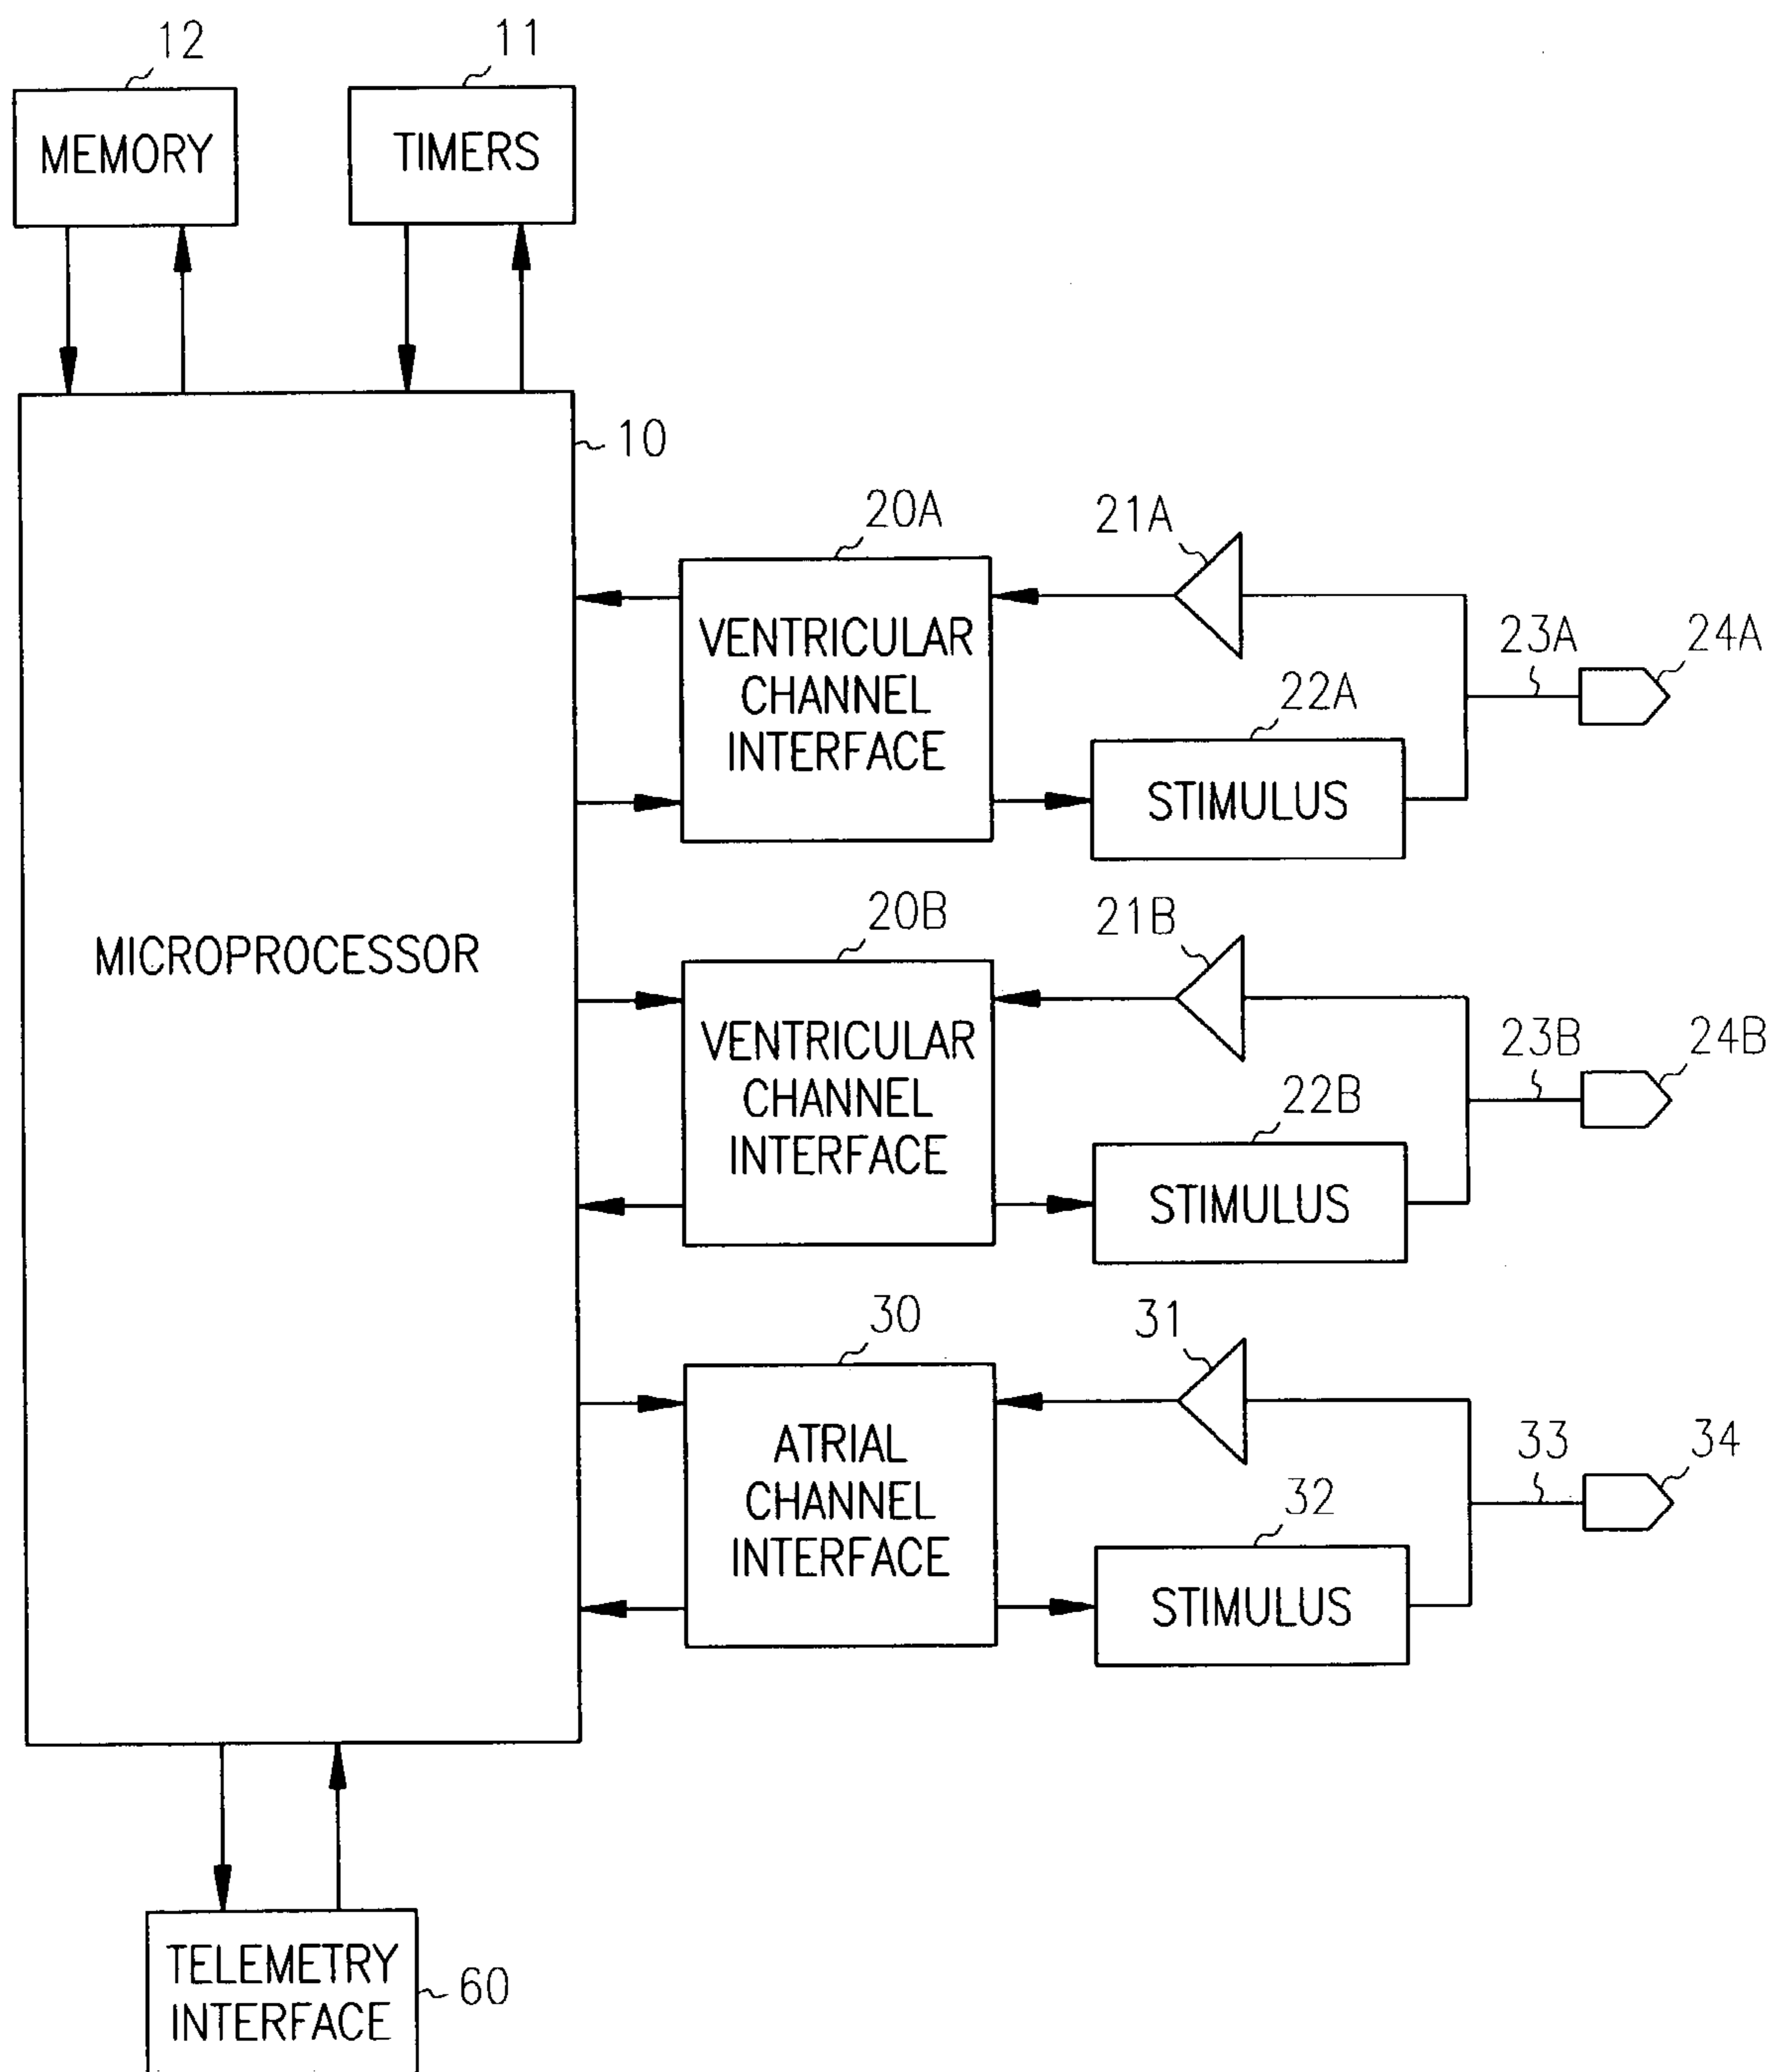 12
11
MEMORY
TIMERS
10
20A
21A
VENTRICULAR
CHANNEL
INTERFACE
23A
24A
22A
STIMULUS
MICROPROCESSOR
20B
21B
VENTRICULAR
CHANNEL
INTERFACE
23B
24B
22B
STIMULUS
30
31
ATRIAL
CHANNEL
INTERFACE
33
34
32
STIMULUS
TELEMETRY
INTERFACE
60